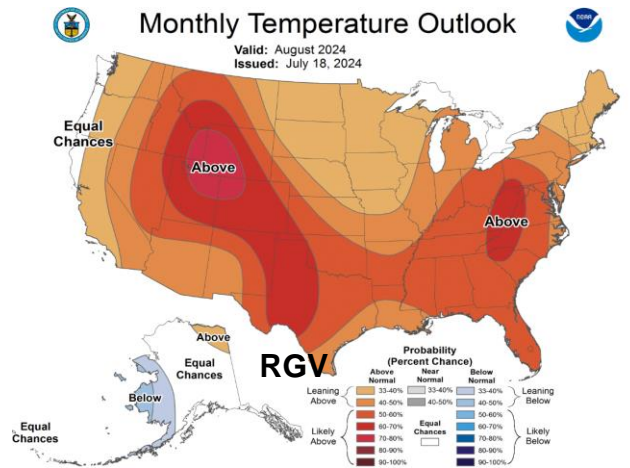 Monthly Temperature Outlook
NOAA
Valid: August 2024
Issued: July 18, 2024
Equal
Chances
Above
Above
Above
Equal
Chances
Below
Equal
Chances
RGV
Probability
(Percent Chance)
Above
Normal
Near
Normal
Below
Normal
Leaning
Above
33-40%
40-50%
33-40%
40-50%
33-40%
40-50%
Leaning
Below
Likely
Above
50-60%
60-70%
70-80%
80-90%
90-100%
Equal
Chances
50-60%
60-70%
70-80%
80-90%
90-100%
Likely
Below